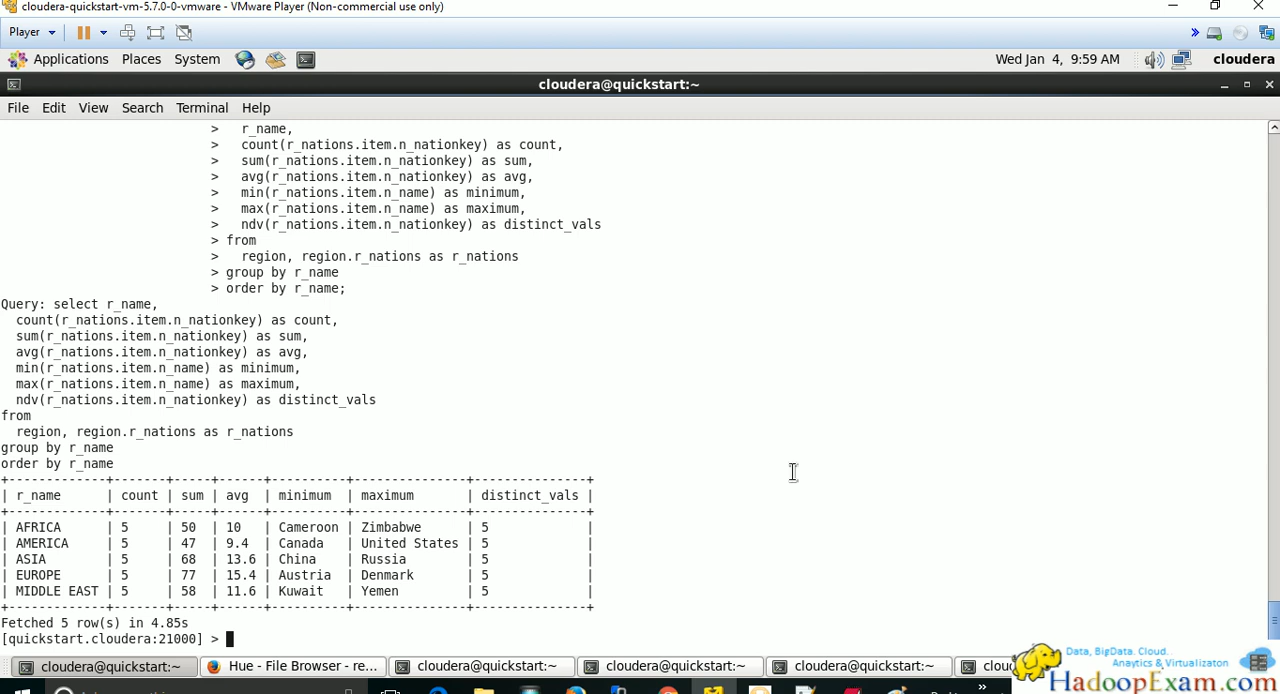 cloudera-quickstart-vm-5.7.0-0-vmware - VMware Player (Non-commercial use only)
Player
Applications Places System Wed Jan 4, 9:59 AM cloudera
cloudera@quickstart:~
File Edit View Search Terminal Help
> r_name,
> count(r_nations.item.n_nationkey) as count,
> sum(r_nations.item.n_nationkey) as sum,
> avg(r_nations.item.n_nationkey) as avg,
> min(r_nations.item.n_name) as minimum,
> max(r_nations.item.n_name) as maximum,
> ndv(r_nations.item.n_nationkey) as distinct_vals
> from
> region, region.r_nations as r_nations
> group by r_name
> order by r_name;
Query: select r_name,
count(r_nations.item.n_nationkey) as count,
sum(r_nations.item.n_nationkey) as sum,
avg(r_nations.item.n_nationkey) as avg,
min(r_nations.item.n_name) as minimum,
max(r_nations.item.n_name) as maximum,
ndv(r_nations.item.n_nationkey) as distinct_vals
from
region, region.r_nations as r_nations
group by r_name
order by r_name
+-------------+-------+-----+------+----------+---------------+---------------+
| r_name | count | sum | avg | minimum | maximum | distinct_vals |
+-------------+-------+-----+------+----------+---------------+---------------+
| AFRICA | 5 | 50 | 10 | Cameroon | Zimbabwe | 5 |
| AMERICA | 5 | 47 | 9.4 | Canada | United States | 5 |
| ASIA | 5 | 68 | 13.6 | China | Russia | 5 |
| EUROPE | 5 | 77 | 15.4 | Austria | Denmark | 5 |
| MIDDLE EAST | 5 | 58 | 11.6 | Kuwait | Yemen | 5 |
+-------------+-------+-----+------+----------+---------------+---------------+
Fetched 5 row(s) in 4.85s
[quickstart.cloudera:21000] >
cloudera@quickstart:~ Hue - File Browser - ... cloudera@quickstart:~ cloudera@quickstart:~ cloudera@quickstart:~
Data, BigData. Cloud.
Anaytics & Virtualizaton
HadoopExam.com